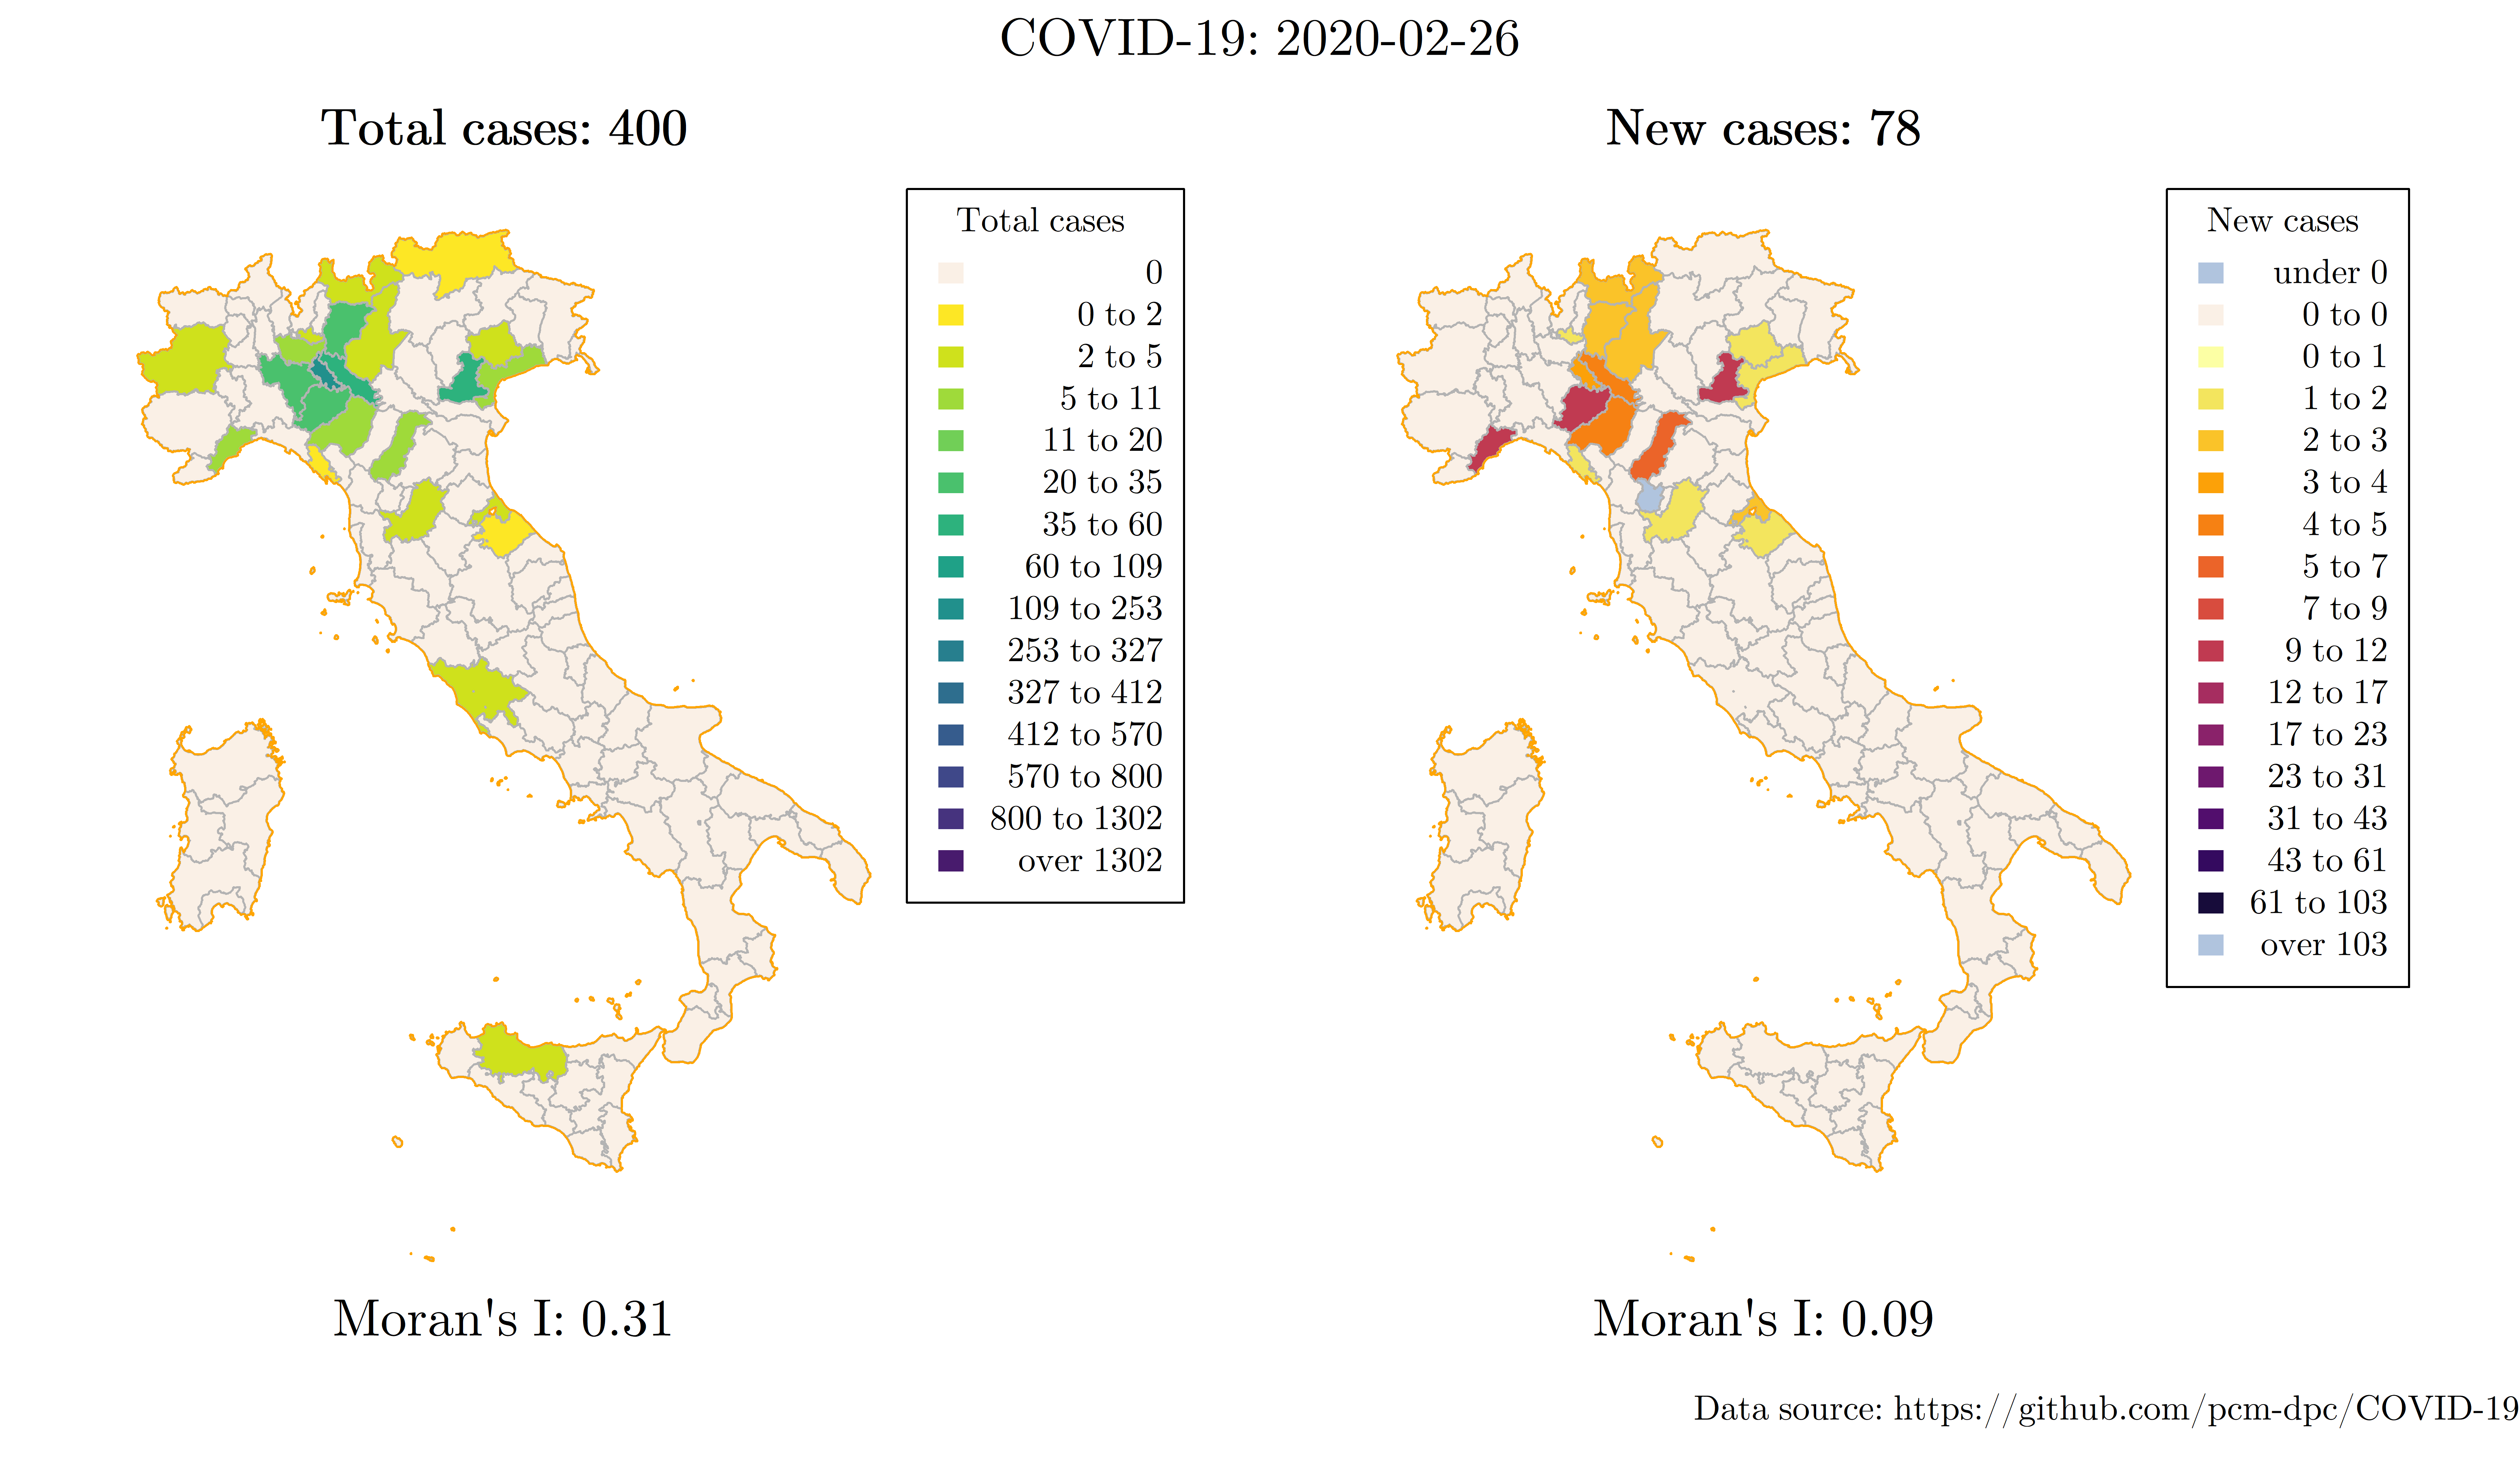 COVID-19: 2020-02-26
Total cases: 400
Total cases
0
0 to 2
2 to 5
5 to 11
11 to 20
20 to 35
35 to 60
60 to 109
109 to 253
253 to 327
327 to 412
412 to 570
570 to 800
800 to 1302
over 1302
Moran's I: 0.31
New cases: 78
New cases
under 0
0 to 0
0 to 1
1 to 2
2 to 3
3 to 4
4 to 5
5 to 7
7 to 9
9 to 12
12 to 17
17 to 23
23 to 31
31 to 43
43 to 61
61 to 103
over 103
Moran's I: 0.09
Data source: https://github.com/pcm-dpc/COVID-19